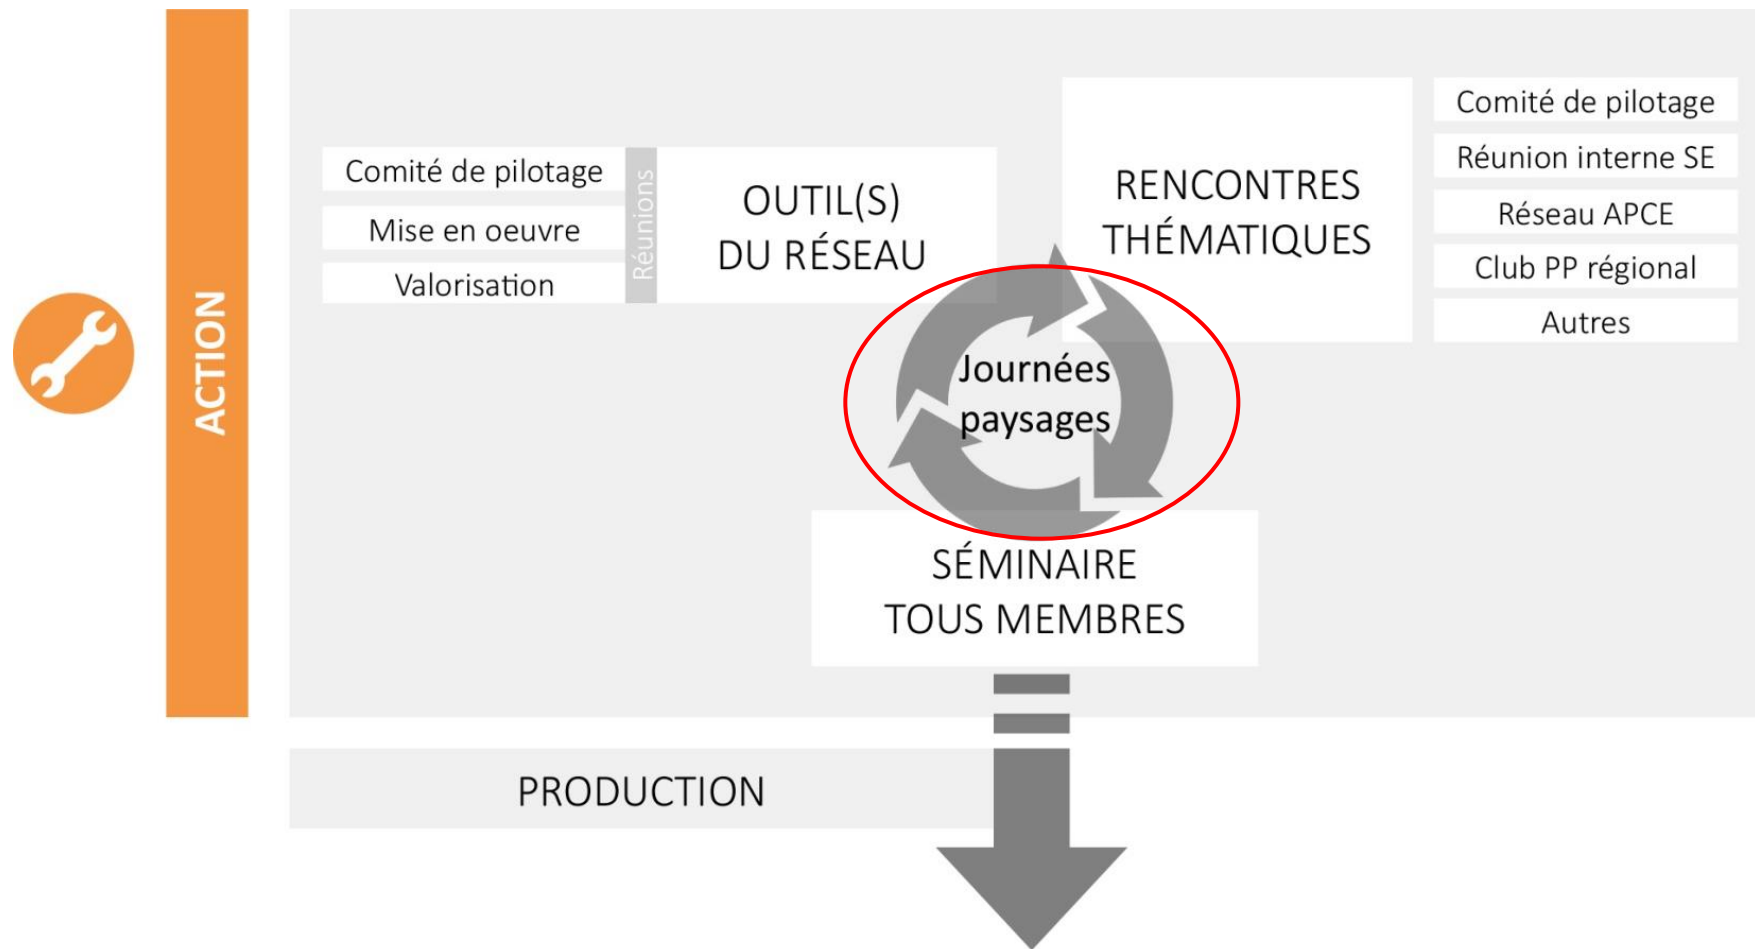 ACTION
Comité de pilotage
Mise en oeuvre
Valorisation
Réunions
OUTIL(S)
DU RÉSEAU
RENCONTRES
THÉMATIQUES
Comité de pilotage
Réunion interne SE
Réseau APCE
Club PP régional
Autres
Journées
paysages
SÉMINAIRE
TOUS MEMBRES
PRODUCTION